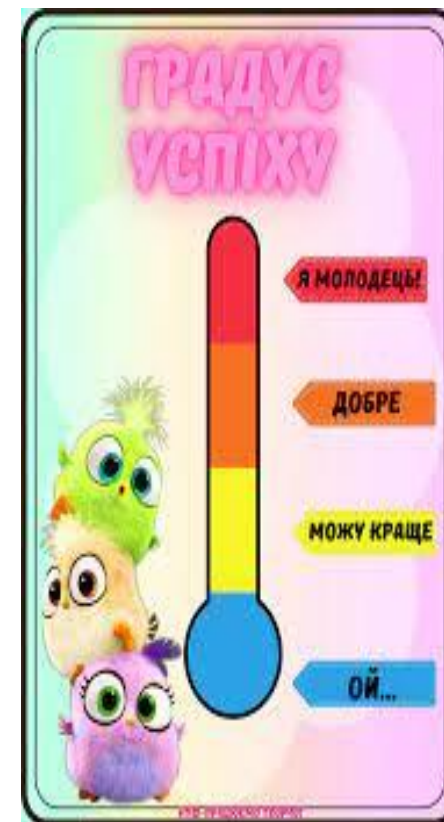 ГРАДУС
УСПІХУ
Я МОЛОДЕЦЬ!
ДОБРЕ
МОЖУ КРАЩЕ
ОЙ...